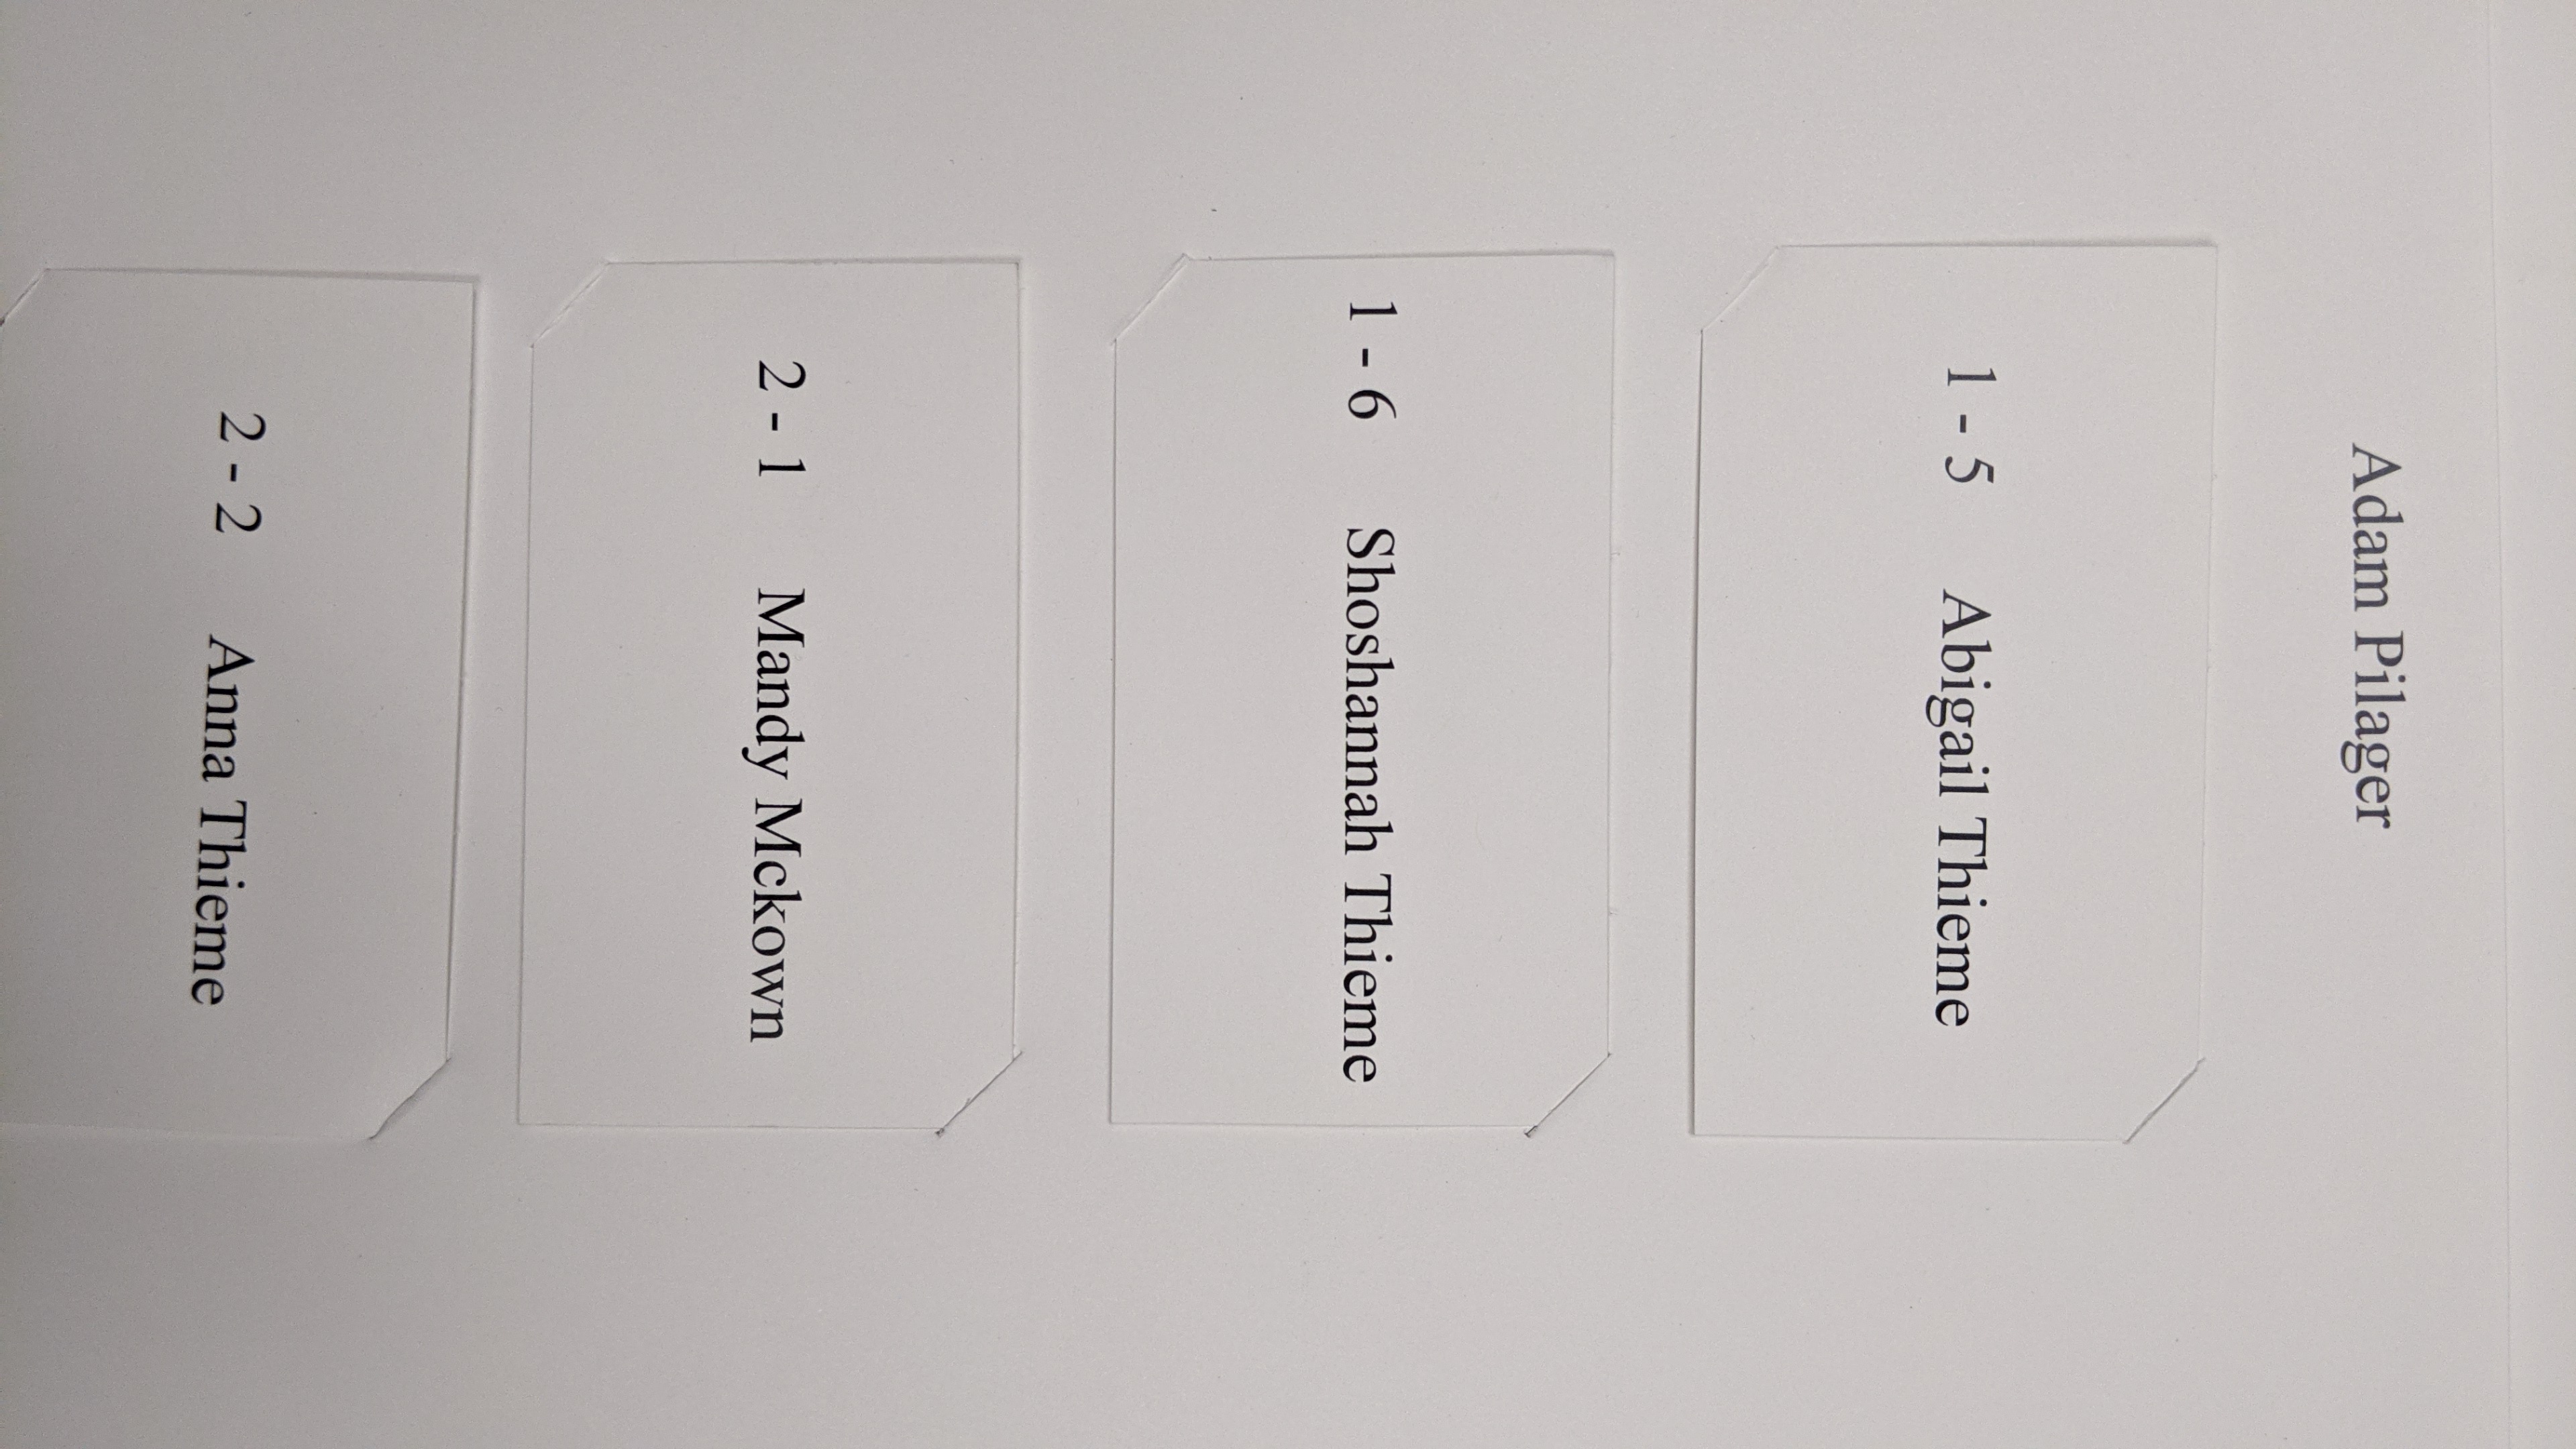 Adam Pilager
1 - 5 Abigail Thieme
1 - 6 Shoshannah Thieme
2 - 1 Mandy Mckown
2 - 2 Anna Thieme